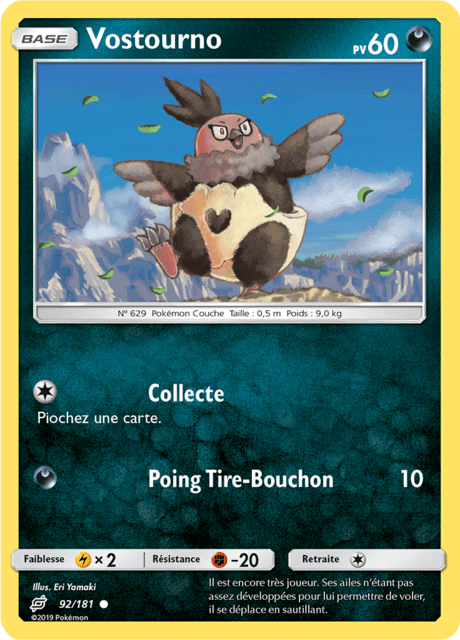 BASE Vostourno PV60
N° 629 Pokémon Couche Taille : 0,5 m Poids : 9,0 kg
Collecte
Piochez une carte.
Poing Tire-Bouchon 10
Faiblesse ×2 Résistance -20 Retraite
Illus. Eri Yamaki
92/181
©2019 Pokémon
Il est encore très joueur. Ses ailes n'étant pas
assez développées pour lui permettre de voler,
il se déplace en sautillant.